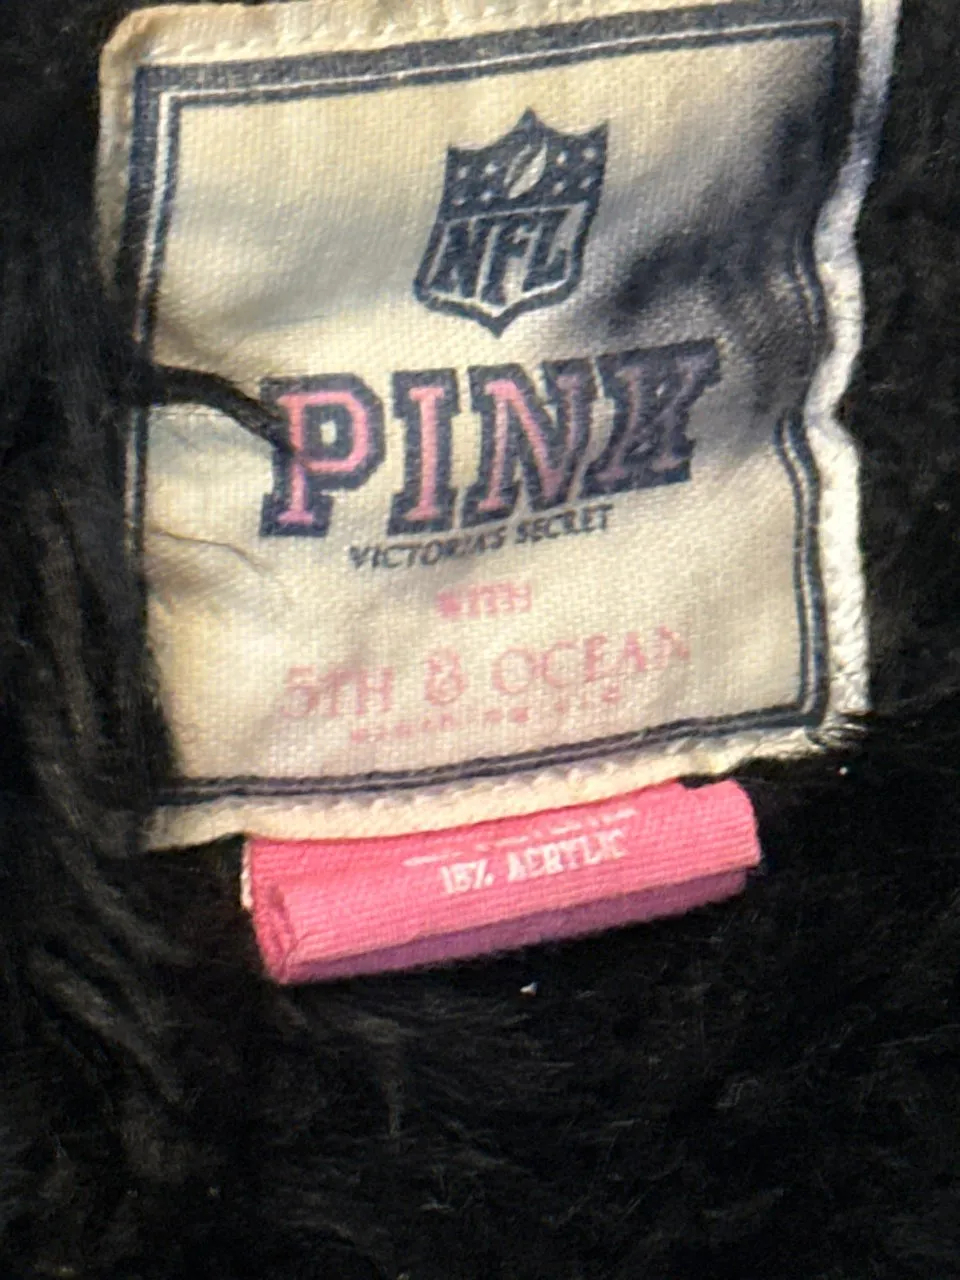 NFL
PINK
VICTORIA'S SECRET
WITH
5TH & OCEAN
15% ACRYLIC